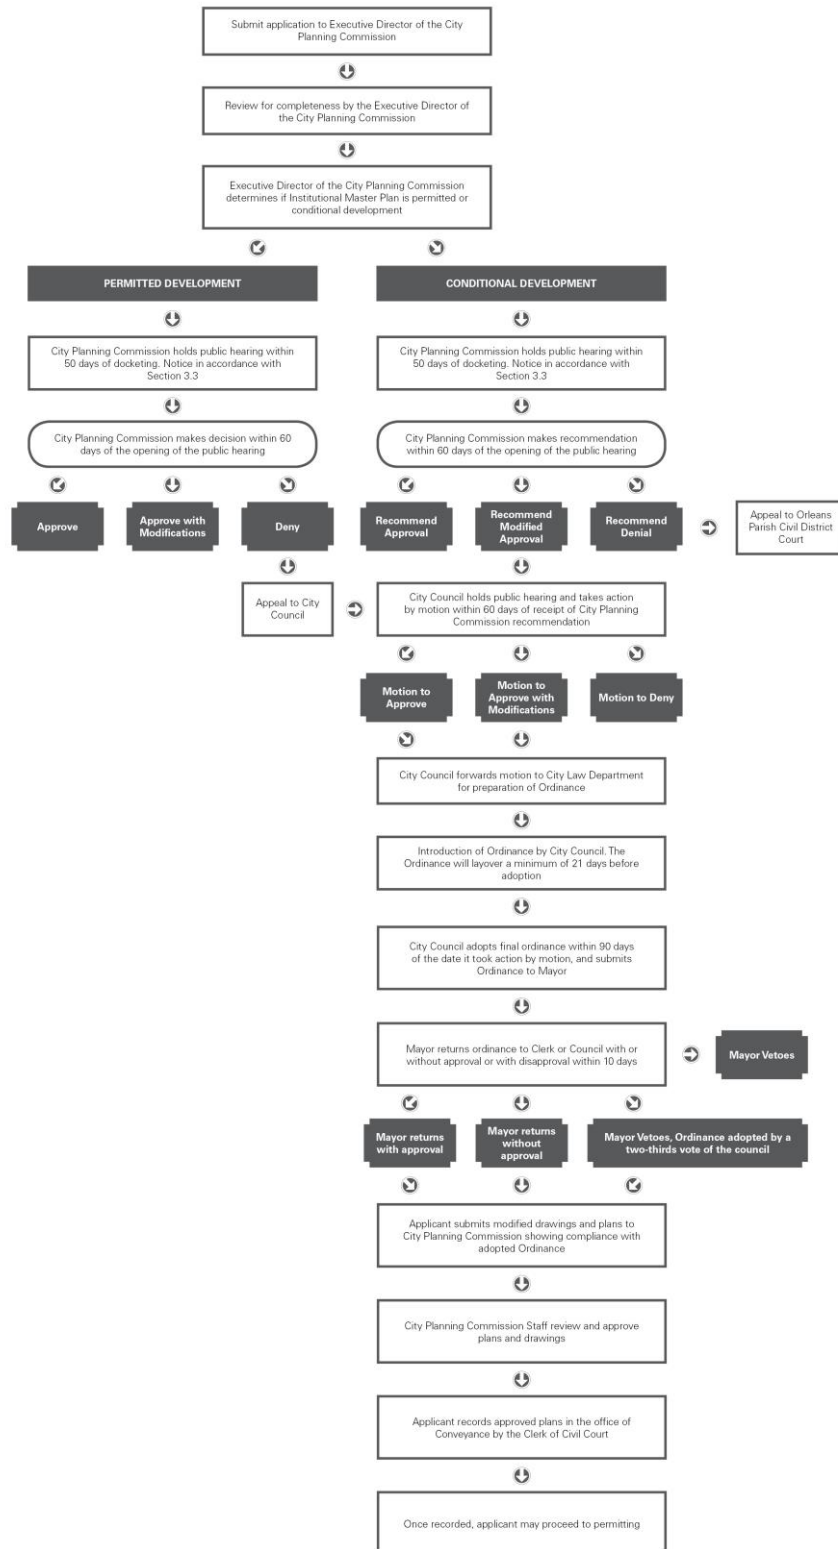 Submit application to Executive Director of the City
Planning Commission
Review for completeness by the Executive Director of
the City Planning Commission
Executive Director of the City Planning Commission
determines if Institutional Master Plan is permitted or
conditional development
PERMITTED DEVELOPMENT
CONDITIONAL DEVELOPMENT
City Planning Commission holds public hearing within
50 days of docketing. Notice in accordance with
Section 3.3
City Planning Commission holds public hearing within
50 days of docketing. Notice in accordance with
Section 3.3
City Planning Commission makes decision within 60
days of the opening of the public hearing
City Planning Commission makes recommendation
within 60 days of the opening of the public hearing
Approve
Approve with
Modifications
Deny
Recommend
Approval
Recommend
Modified
Approval
Recommend
Denial
Appeal to Orleans
Parish Civil District
Court
Appeal to City
Council
City Council holds public hearing and takes action
by motion within 60 days of receipt of City Planning
Commission recommendation
Motion to
Approve
Motion to
Approve with
Modifications
Motion to Deny
City Council forwards motion to City Law Department
for preparation of Ordinance
Introduction of Ordinance by City Council. The
Ordinance will layover a minimum of 21 days before
adoption
City Council adopts final ordinance within 90 days
of the date it took action by motion, and submits
Ordinance to Mayor
Mayor returns ordinance to Clerk or Council with or
without approval or with disapproval within 10 days
Mayor Vetoes
Mayor returns
with approval
Mayor returns
without
approval
Mayor Vetoes, Ordinance adopted by a
two-thirds vote of the council
Applicant submits modified drawings and plans to
City Planning Commission showing compliance with
adopted Ordinance
City Planning Commission Staff review and approve
plans and drawings
Applicant records approved plans in the office of
Conveyance by the Clerk of Civil Court
Once recorded, applicant may proceed to permitting